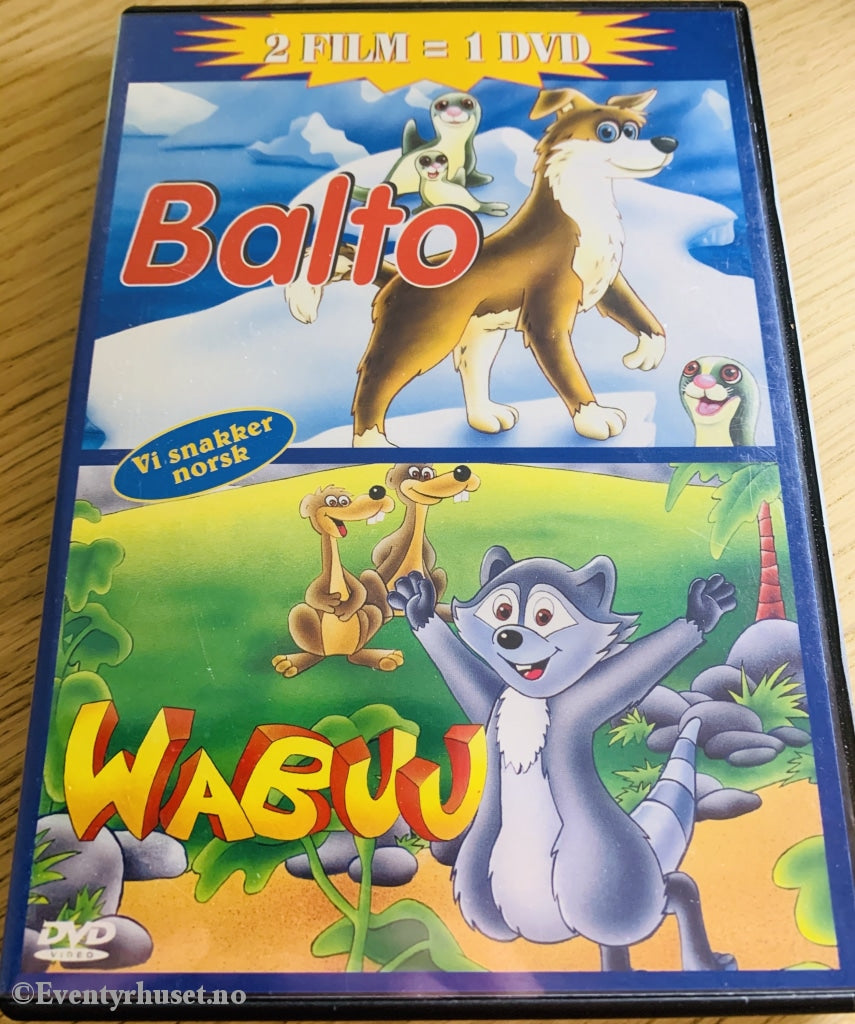 2 FILM = 1 DVD
Balto
Vi snakker
norsk
WABUU
DVD
VIDEO
©Eventyrhuset.no